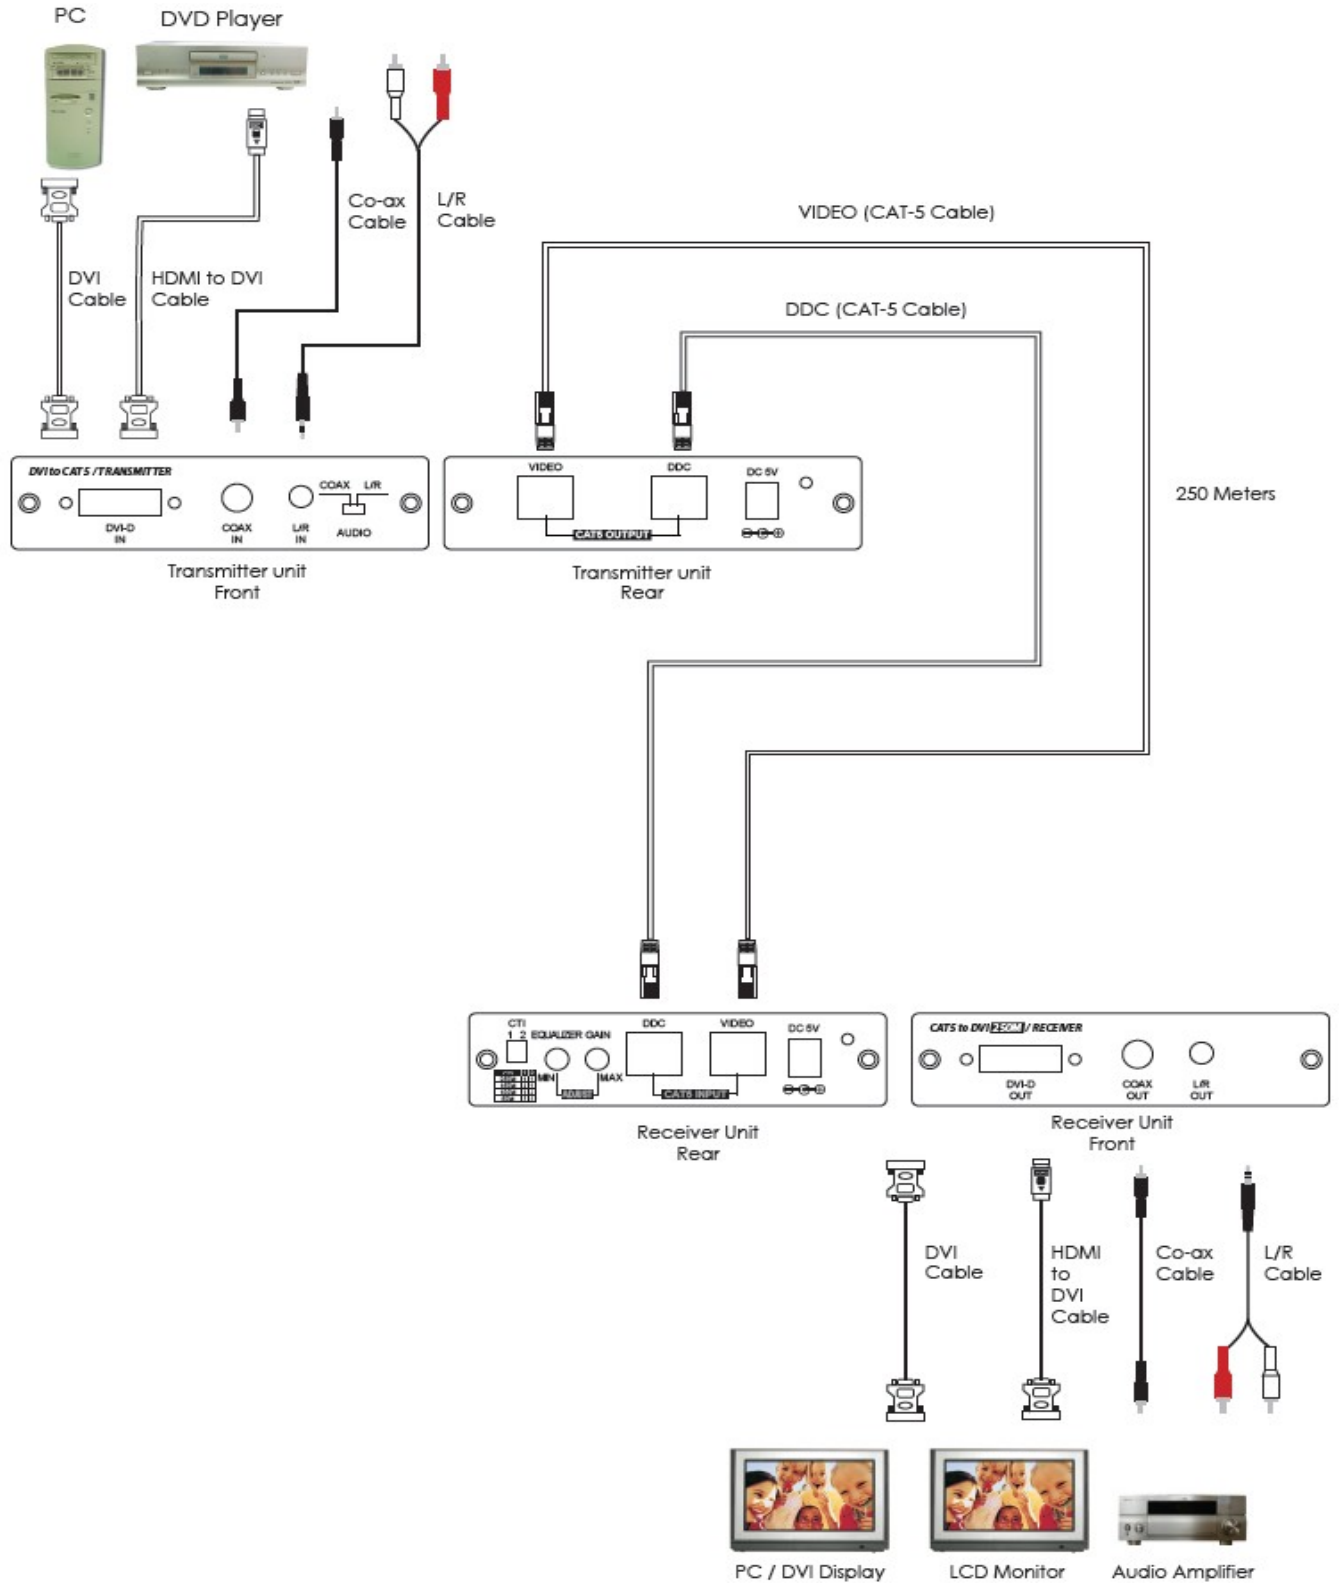 PC
DVD Player
Co-ax
Cable
L/R
Cable
DVI
Cable
HDMI to DVI
Cable
VIDEO (CAT-5 Cable)
DDC (CAT-5 Cable)
250 Meters
DVI to CAT5 / TRANSMITTER
COAX L/R
DVI-D
IN
COAX
IN
L/R
IN
AUDIO
Transmitter unit
Front
VIDEO
DDC
DC 5V
CAT5 OUTPUT
Transmitter unit
Rear
CTI
1 2
EQUALIZER GAIN
DDC
VIDEO
DC 5V
MIN
MAX
ADJUST
CAT5 INPUT
Receiver Unit
Rear
CAT5 to DVI 250M / RECEIVER
DVI-D
OUT
COAX
OUT
L/R
OUT
Receiver Unit
Front
DVI
Cable
HDMI
to
DVI
Cable
Co-ax
Cable
L/R
Cable
PC / DVI Display
LCD Monitor
Audio Amplifier